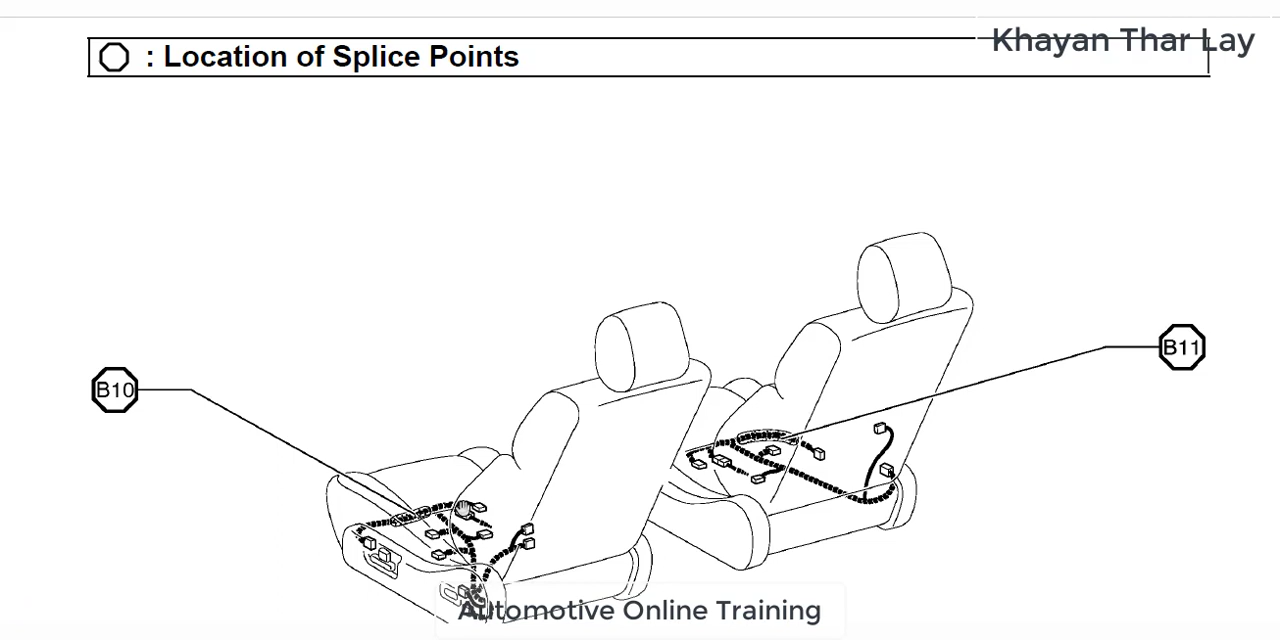 : Location of Splice Points
Khayan Thar Lay
B11
B10
Automotive Online Training